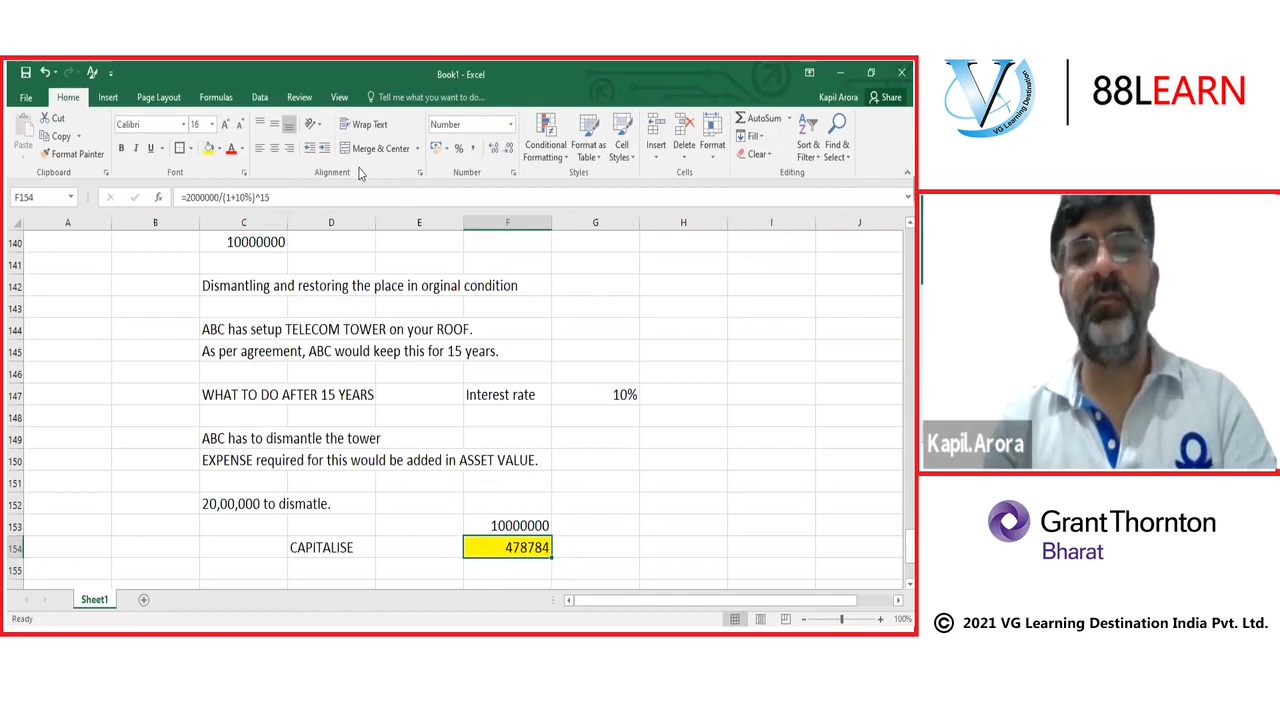 Book1 - Excel
File Home Insert Page Layout Formulas Data Review View Tell me what you want to do... Kapil Arora Share
Paste Cut Copy Format Painter
Calibri 16
Wrap Text
Merge & Center
Number
Conditional Formatting Format as Table Cell Styles
Insert Delete Format
AutoSum Fill Clear
Sort & Filter Find & Select
Clipboard Font Alignment Number Styles Cells Editing
F154 fx =2000000/(1+10%)^15
A B C D E F G H I J
140 10000000
141
142 Dismantling and restoring the place in orginal condition
143
144 ABC has setup TELECOM TOWER on your ROOF.
145 As per agreement, ABC would keep this for 15 years.
146
147 WHAT TO DO AFTER 15 YEARS Interest rate 10%
148
149 ABC has to dismantle the tower
150 EXPENSE required for this would be added in ASSET VALUE.
151
152 20,00,000 to dismatle.
153 10000000
154 CAPITALISE 478784
155
Sheet1
Ready 100%
V
VG Learning Destination
88LEARN
Kapil.Arora
Grant Thornton
Bharat
© 2021 VG Learning Destination India Pvt. Ltd.